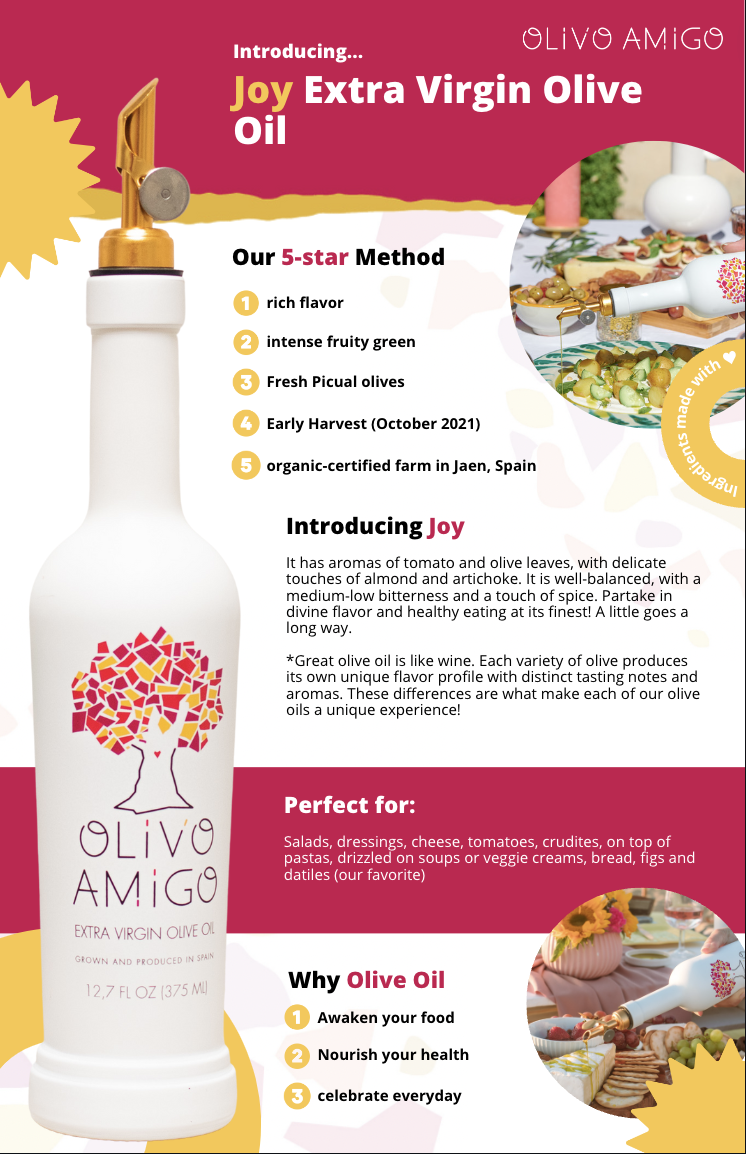 OLIVO AMIGO
Introducing...
Joy Extra Virgin Olive
Oil
Our 5-star Method
1 rich flavor
2 intense fruity green
3 Fresh Picual olives
4 Early Harvest (October 2021)
5 organic-certified farm in Jaen, Spain
Ingredients made with ♥
Introducing Joy
It has aromas of tomato and olive leaves, with delicate
touches of almond and artichoke. It is well-balanced, with a
medium-low bitterness and a touch of spice. Partake in
divine flavor and healthy eating at its finest! A little goes a
long way.
*Great olive oil is like wine. Each variety of olive produces
its own unique flavor profile with distinct tasting notes and
aromas. These differences are what make each of our olive
oils a unique experience!
Perfect for:
Salads, dressings, cheese, tomatoes, crudites, on top of
pastas, drizzled on soups or veggie creams, bread, figs and
datiles (our favorite)
OLIVO
AMIGO
EXTRA VIRGIN OLIVE OIL
GROWN AND PRODUCED IN SPAIN
12,7 FL OZ (375 ML)
Why Olive Oil
1 Awaken your food
2 Nourish your health
3 celebrate everyday